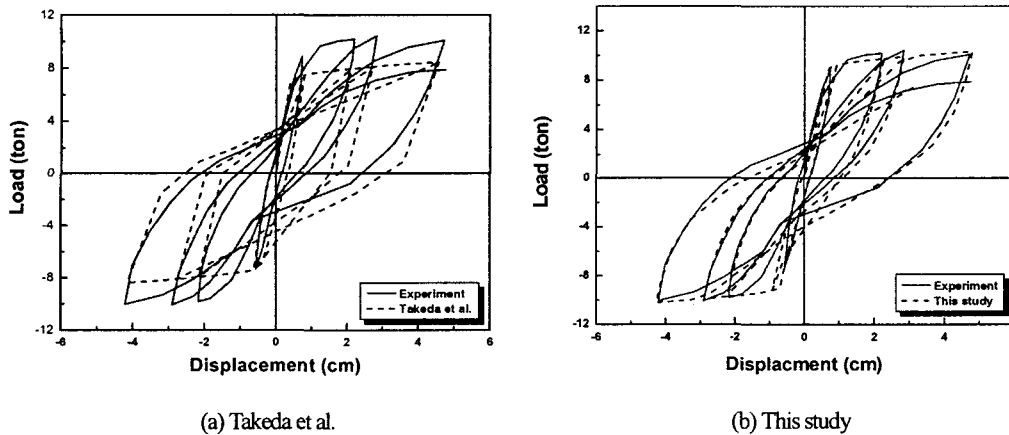 12
8
4
0
-4
-8
-12
-6
-4
-2
0
2
4
6
Load (ton)
Displacement (cm)
Experiment
Takeda et al.
(a) Takeda et al.
12
8
4
0
-4
-8
-12
-6
-4
-2
0
2
4
6
Load (ton)
Displacment (cm)
Experiment
This study
(b) This study